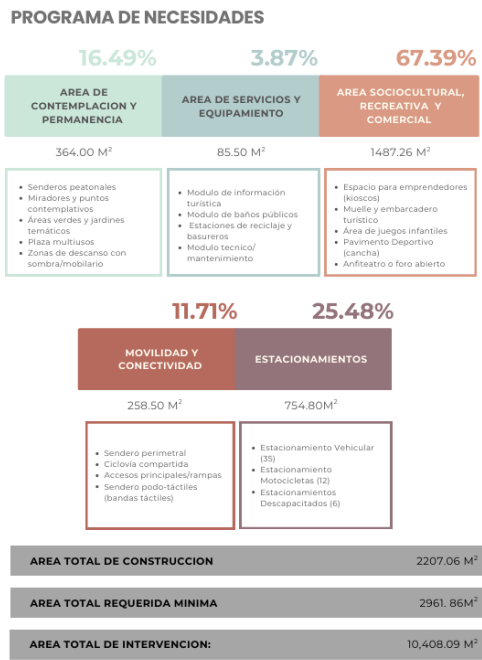 PROGRAMA DE NECESIDADES
16.49%
AREA DE
CONTEMPLACION Y
PERMANENCIA
364.00 M²
• Senderos peatonales
• Miradores y puntos
contemplativos
• Áreas verdes y jardines
temáticos
• Plaza multiusos
• Zonas de descanso con
sombra/mobilario
3.87%
AREA DE SERVICIOS Y
EQUIPAMIENTO
85.50 M²
• Modulo de información
turística
• Modulo de baños públicos
• Estaciones de reciclaje y
basureros
• Modulo tecnico/
mantenimiento
67.39%
AREA SOCIOCULTURAL,
RECREATIVA Y
COMERCIAL
1487.26 M²
• Espacio para emprendedores
(kioscos)
• Muelle y embarcadero
turístico
• Área de juegos infantiles
• Pavimento Deportivo
(cancha)
• Anfiteatro o foro abierto
11.71%
MOVILIDAD Y
CONECTIVIDAD
258.50 M²
• Sendero perimetral
• Ciclovía compartida
• Accesos principales/rampas
• Sendero podo-táctiles
(bandas táctiles)
25.48%
ESTACIONAMIENTOS
754.80M²
• Estacionamiento Vehicular
(35)
• Estacionamiento
Motocicletas (12)
• Estacionamientos
Descapacitados (6)
AREA TOTAL DE CONSTRUCCION 2207.06 M²
AREA TOTAL REQUERIDA MINIMA 2961. 86M²
AREA TOTAL DE INTERVENCION: 10,408.09 M²